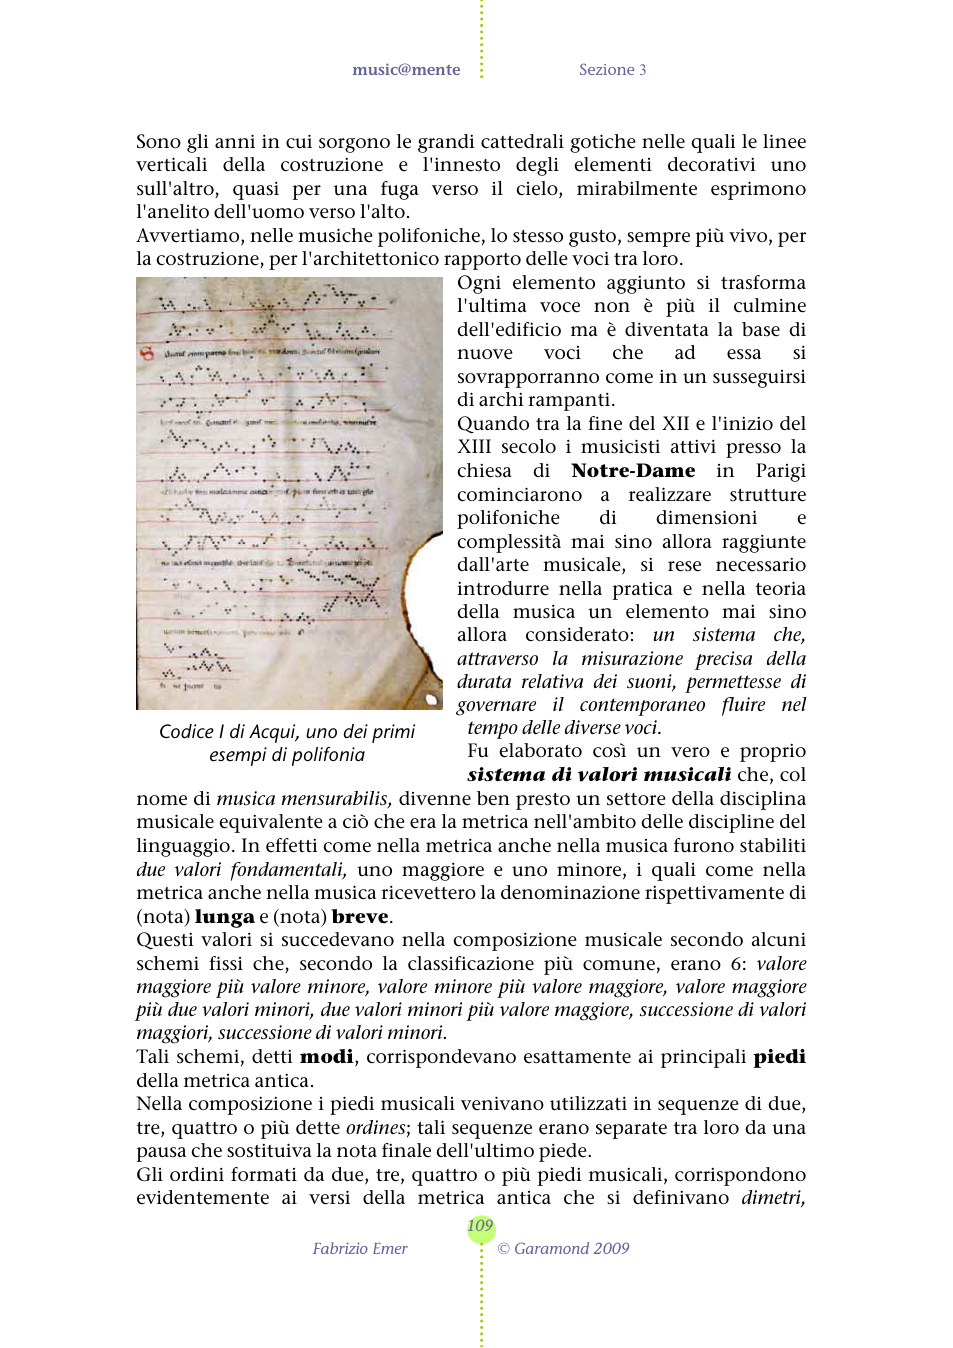 music@mente
Sezione 3
Sono gli anni in cui sorgono le grandi cattedrali gotiche nelle quali le linee
verticali della costruzione e l'innesto degli elementi decorativi uno
sull'altro, quasi per una fuga verso il cielo, mirabilmente esprimono
l'anelito dell'uomo verso l'alto.
Avvertiamo, nelle musiche polifoniche, lo stesso gusto, sempre più vivo, per
la costruzione, per l'architettonico rapporto delle voci tra loro.
Ogni elemento aggiunto si trasforma
l'ultima voce non è più il culmine
dell'edificio ma è diventata la base di
nuove voci che ad essa si
sovrapporranno come in un susseguirsi
di archi rampanti.
Quando tra la fine del XII e l'inizio del
XIII secolo i musicisti attivi presso la
chiesa di Notre-Dame in Parigi
cominciarono a realizzare strutture
polifoniche di dimensioni e
complessità mai sino allora raggiunte
dall'arte musicale, si rese necessario
introdurre nella pratica e nella teoria
della musica un elemento mai sino
allora considerato: un sistema che,
attraverso la misurazione precisa della
durata relativa dei suoni, permettesse di
governare il contemporaneo fluire nel
tempo delle diverse voci.
Codice I di Acqui, uno dei primi
esempi di polifonia
Fu elaborato così un vero e proprio
sistema di valori musicali che, col
nome di musica mensurabilis, divenne ben presto un settore della disciplina
musicale equivalente a ciò che era la metrica nell'ambito delle discipline del
linguaggio. In effetti come nella metrica anche nella musica furono stabiliti
due valori fondamentali, uno maggiore e uno minore, i quali come nella
metrica anche nella musica ricevettero la denominazione rispettivamente di
(nota) lunga e (nota) breve.
Questi valori si succedevano nella composizione musicale secondo alcuni
schemi fissi che, secondo la classificazione più comune, erano 6: valore
maggiore più valore minore, valore minore più valore maggiore, valore maggiore
più due valori minori, due valori minori più valore maggiore, successione di valori
maggiori, successione di valori minori.
Tali schemi, detti modi, corrispondevano esattamente ai principali piedi
della metrica antica.
Nella composizione i piedi musicali venivano utilizzati in sequenze di due,
tre, quattro o più dette ordines; tali sequenze erano separate tra loro da una
pausa che sostituiva la nota finale dell'ultimo piede.
Gli ordini formati da due, tre, quattro o più piedi musicali, corrispondono
evidentemente ai versi della metrica antica che si definivano dimetri,
109
Fabrizio Emer
© Garamond 2009